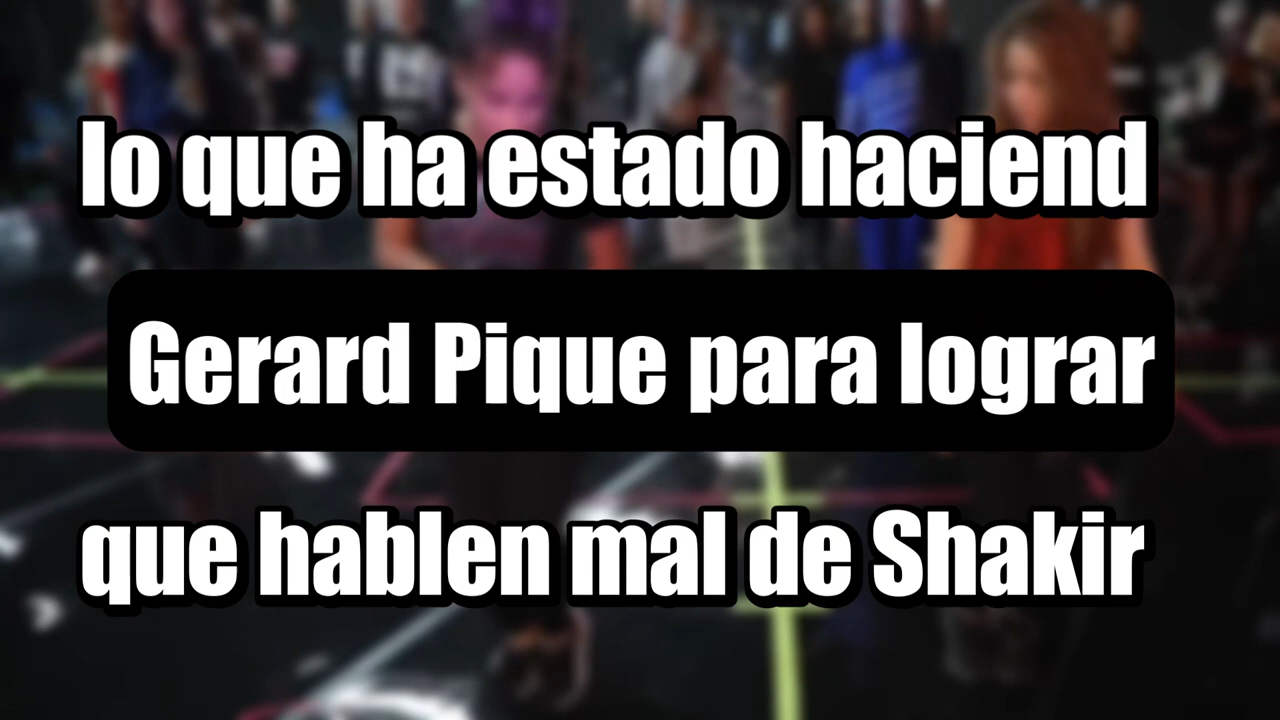 lo que ha estado haciend
Gerard Pique para lograr
que hablen mal de Shakir